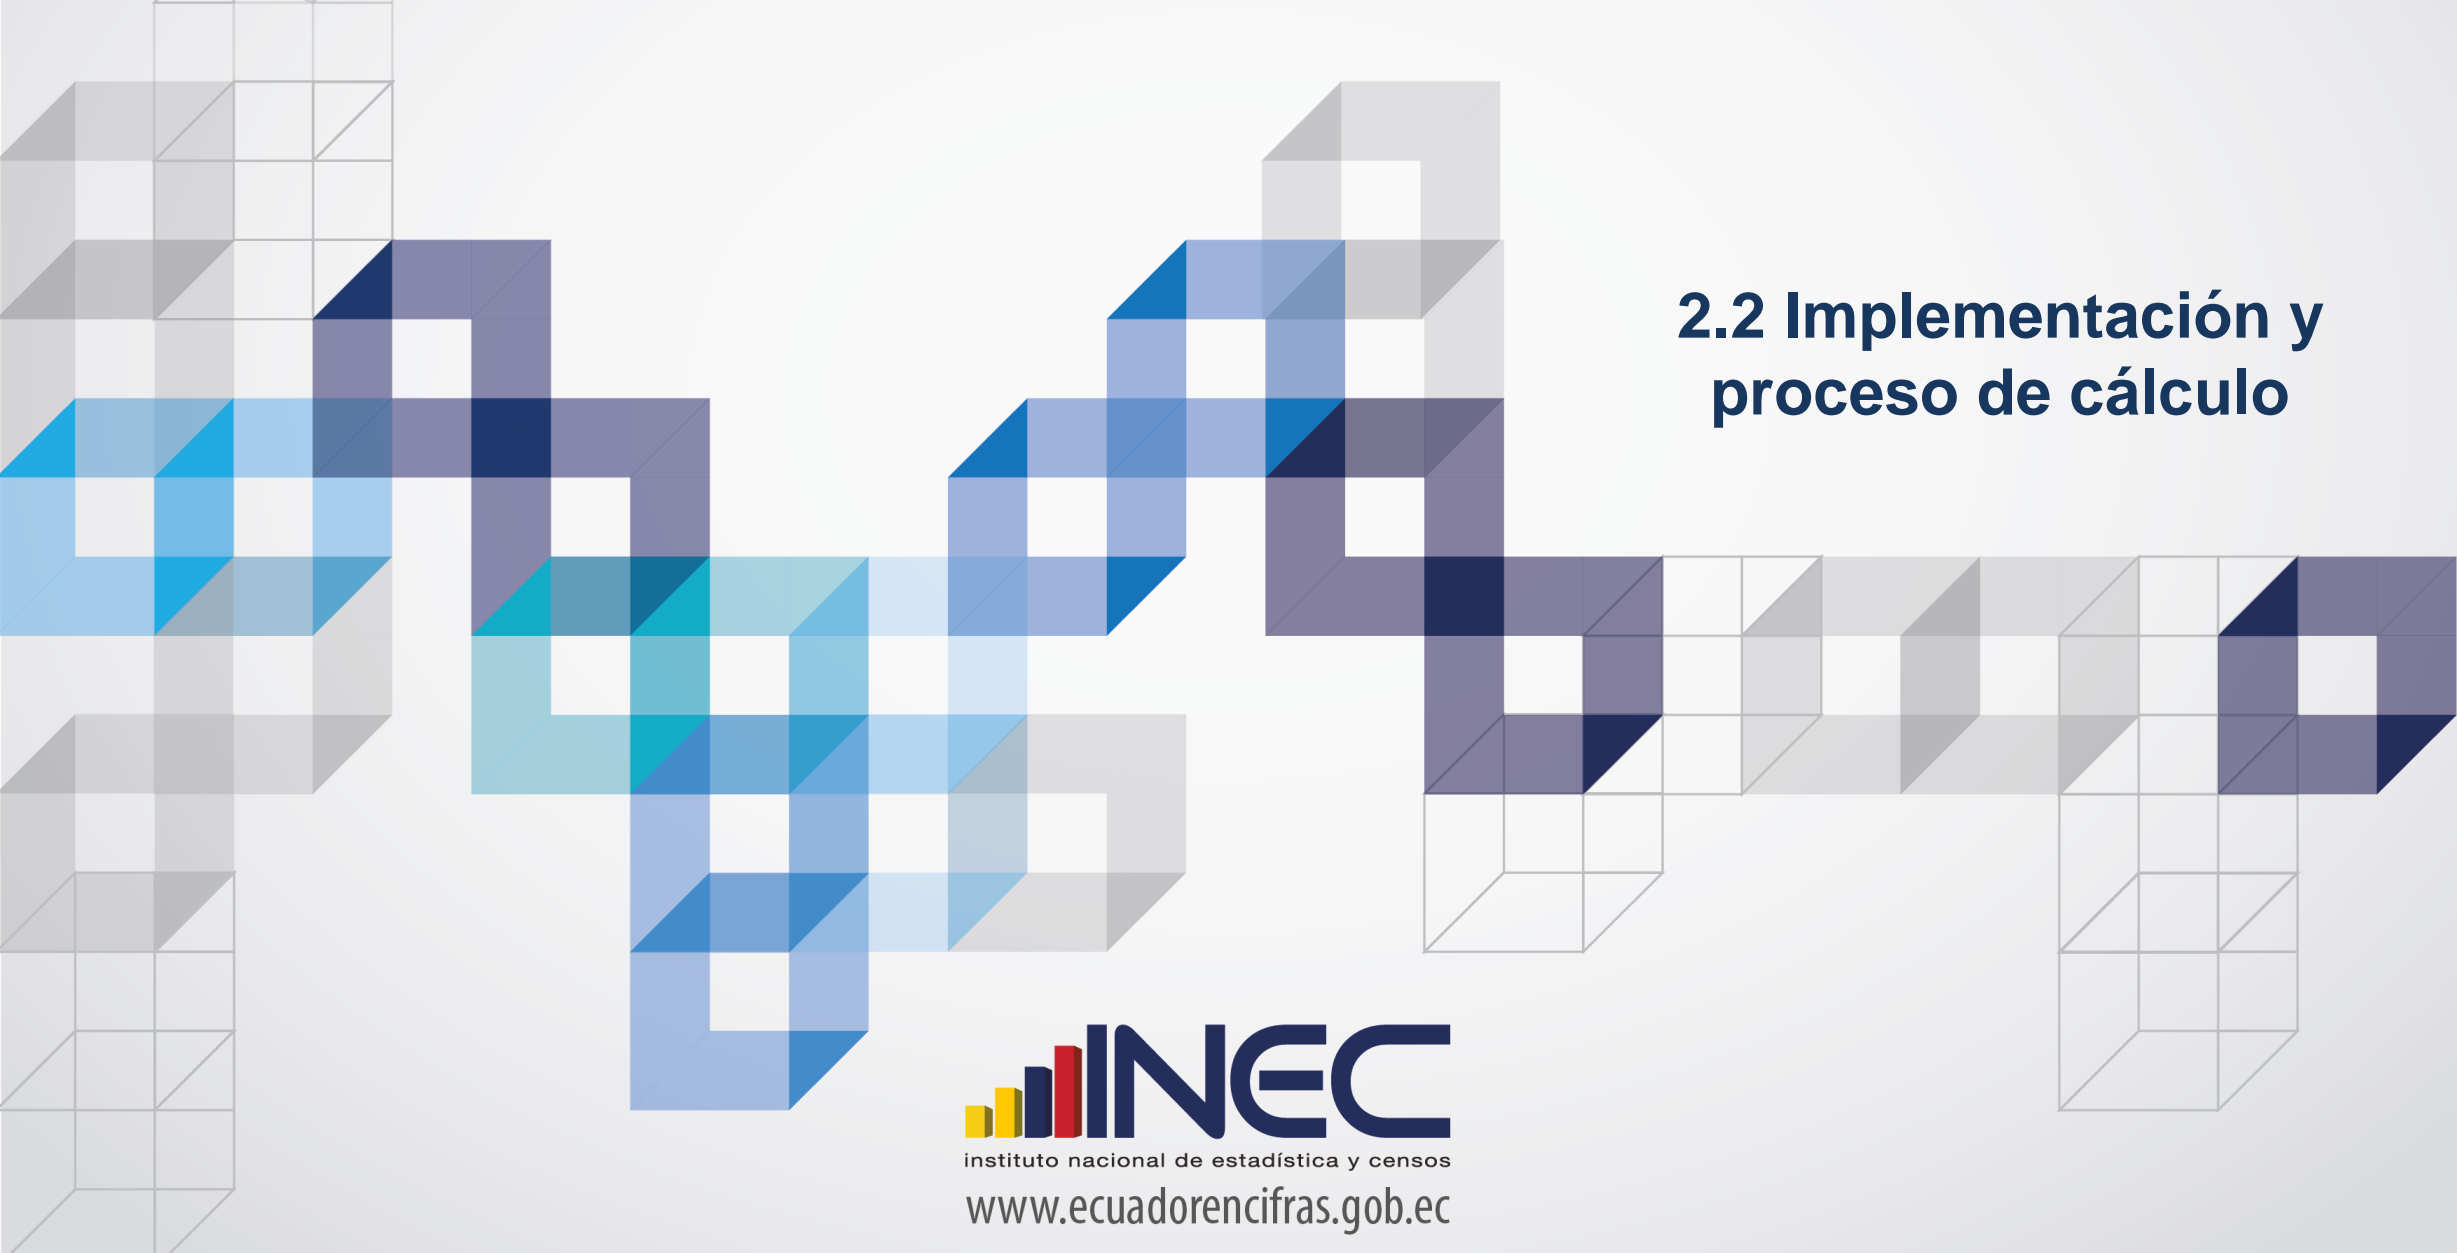 2.2 Implementación y
proceso de cálculo
INEC
instituto nacional de estadística y censos
www.ecuadorencifras.gob.ec